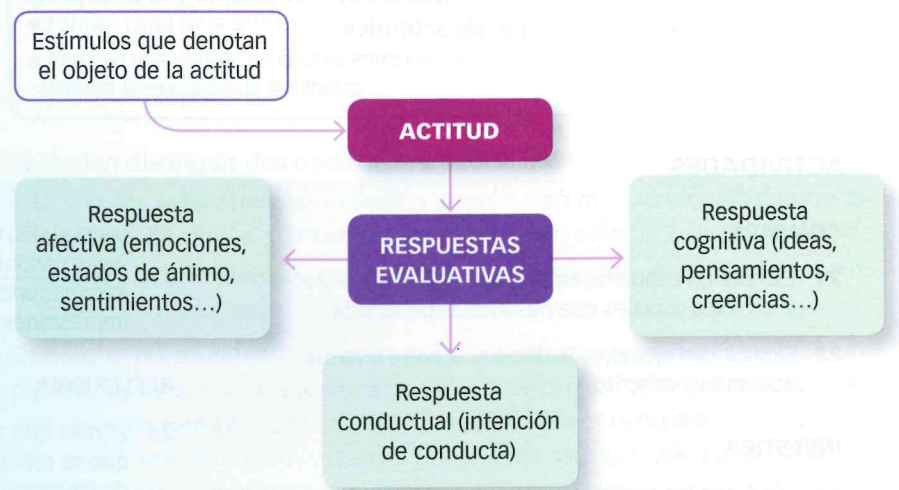 Estímulos que denotan
el objeto de la actitud
ACTITUD
Respuesta
afectiva (emociones,
estados de ánimo,
sentimientos…)
RESPUESTAS
EVALUATIVAS
Respuesta
cognitiva (ideas,
pensamientos,
creencias…)
Respuesta
conductual (intención
de conducta)